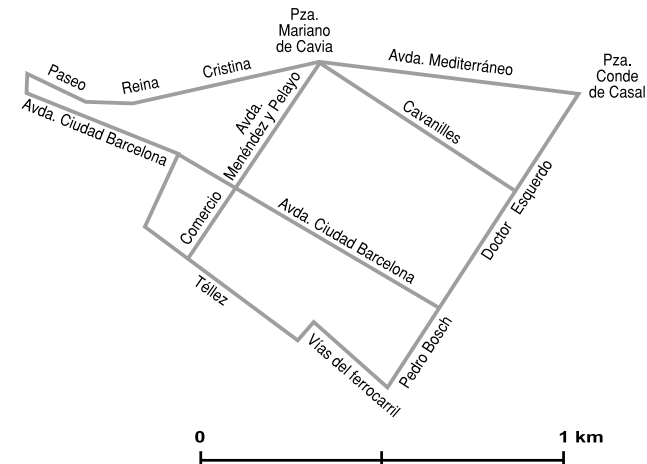 Pza.
Mariano
de Cavia
Pza.
Conde
de Casal
Avda. Mediterráneo
Paseo
Reina
Cristina
Avda.
Menéndez y Pelayo
Cavanilles
Avda. Ciudad Barcelona
Doctor Esquerdo
Comercio
Avda. Ciudad Barcelona
Téllez
Pedro Bosch
Vías del ferrocarril
0
1 km